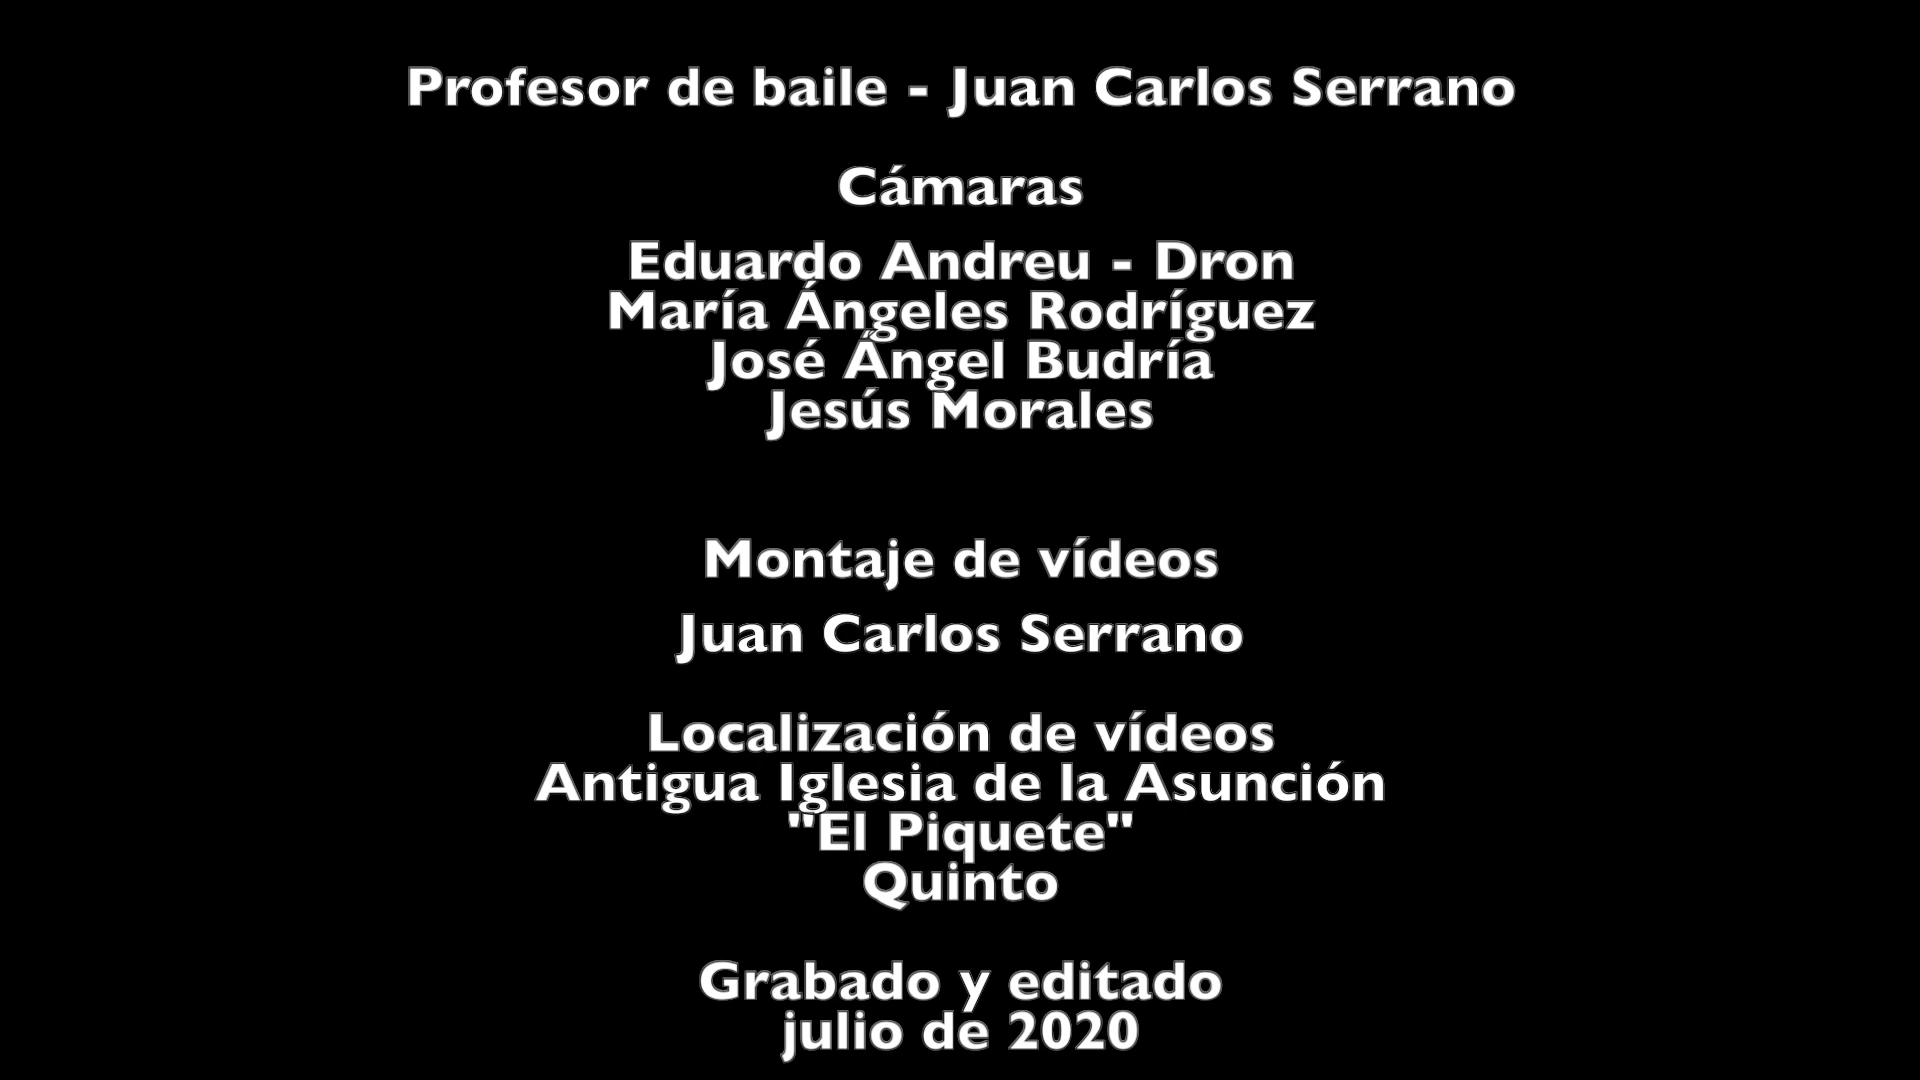 Profesor de baile - Juan Carlos Serrano
Cámaras
Eduardo Andreu - Dron
María Ángeles Rodríguez
José Ángel Budría
Jesús Morales
Montaje de vídeos
Juan Carlos Serrano
Localización de vídeos
Antigua Iglesia de la Asunción
"El Piquete"
Quinto
Grabado y editado
julio de 2020